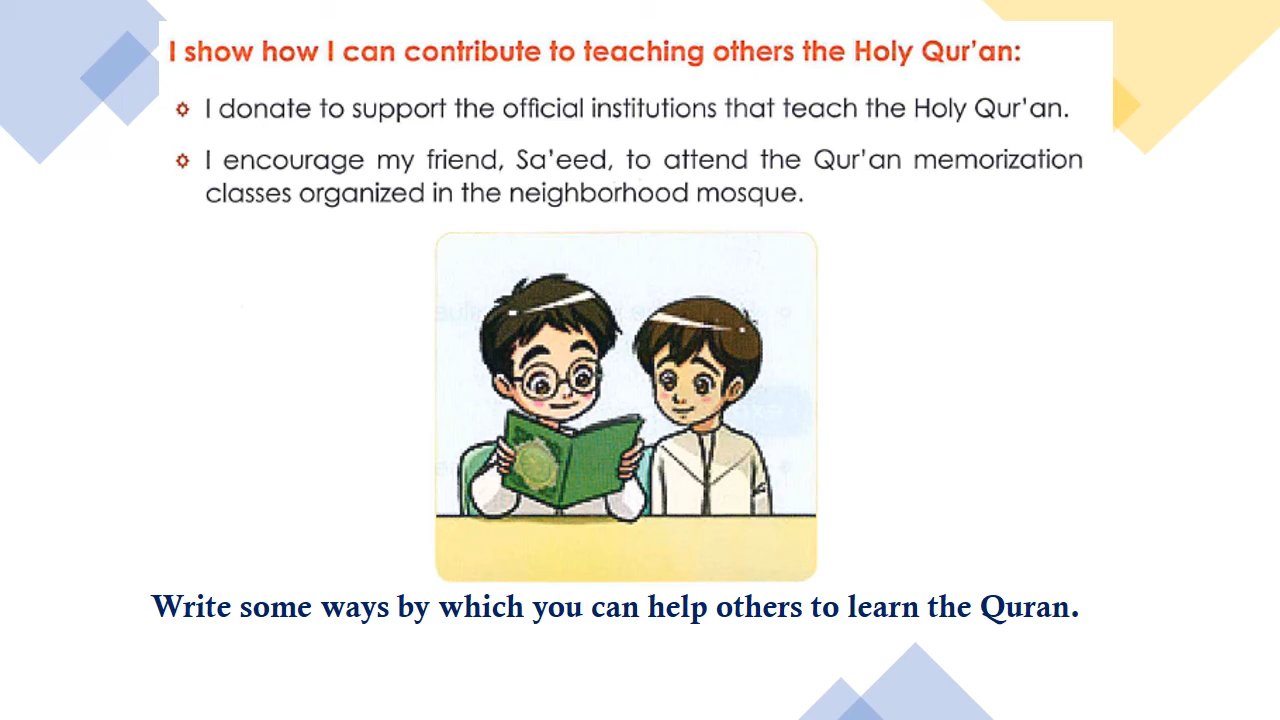 I show how I can contribute to teaching others the Holy Qur'an:
I donate to support the official institutions that teach the Holy Qur'an.
I encourage my friend, Sa'eed, to attend the Qur'an memorization
classes organized in the neighborhood mosque.
Write some ways by which you can help others to learn the Quran.